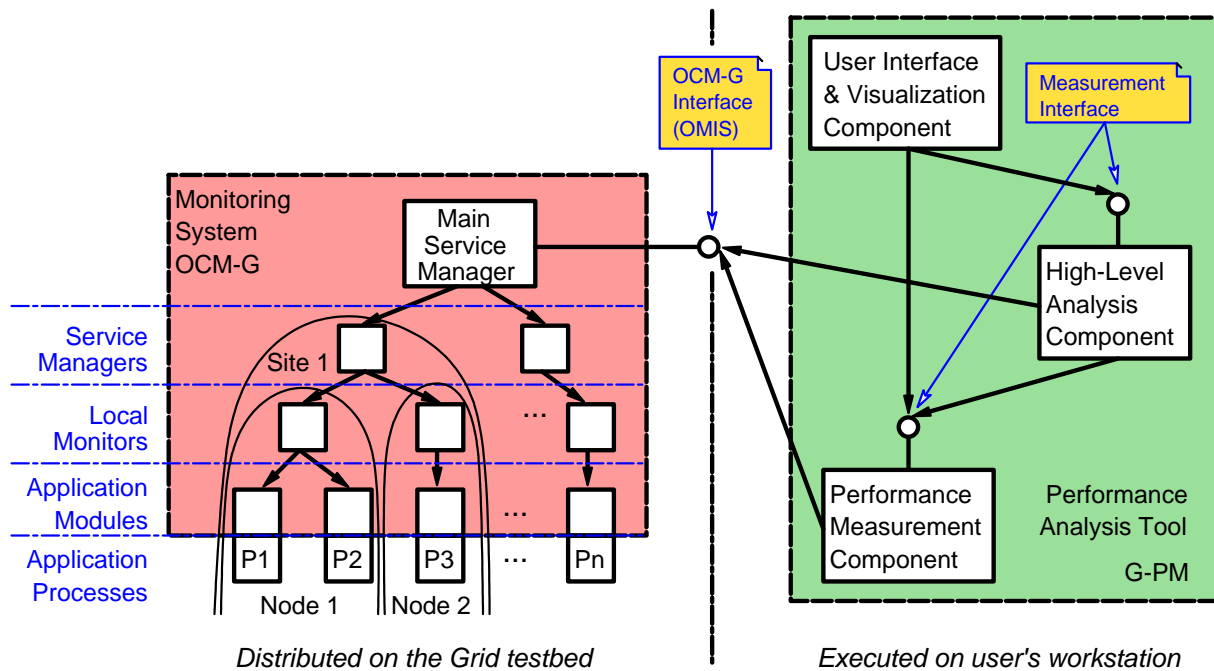 OCM-G
Interface
(OMIS)
User Interface
& Visualization
Component
Measurement
Interface
Monitoring
System
OCM-G
Main
Service
Manager
High-Level
Analysis
Component
Service
Managers
Site 1
Local
Monitors
...
Application
Modules
...
Performance
Measurement
Component
Performance
Analysis Tool
G-PM
Application
Processes
P1
P2
P3
...
Pn
Node 1
Node 2
Distributed on the Grid testbed
Executed on user's workstation